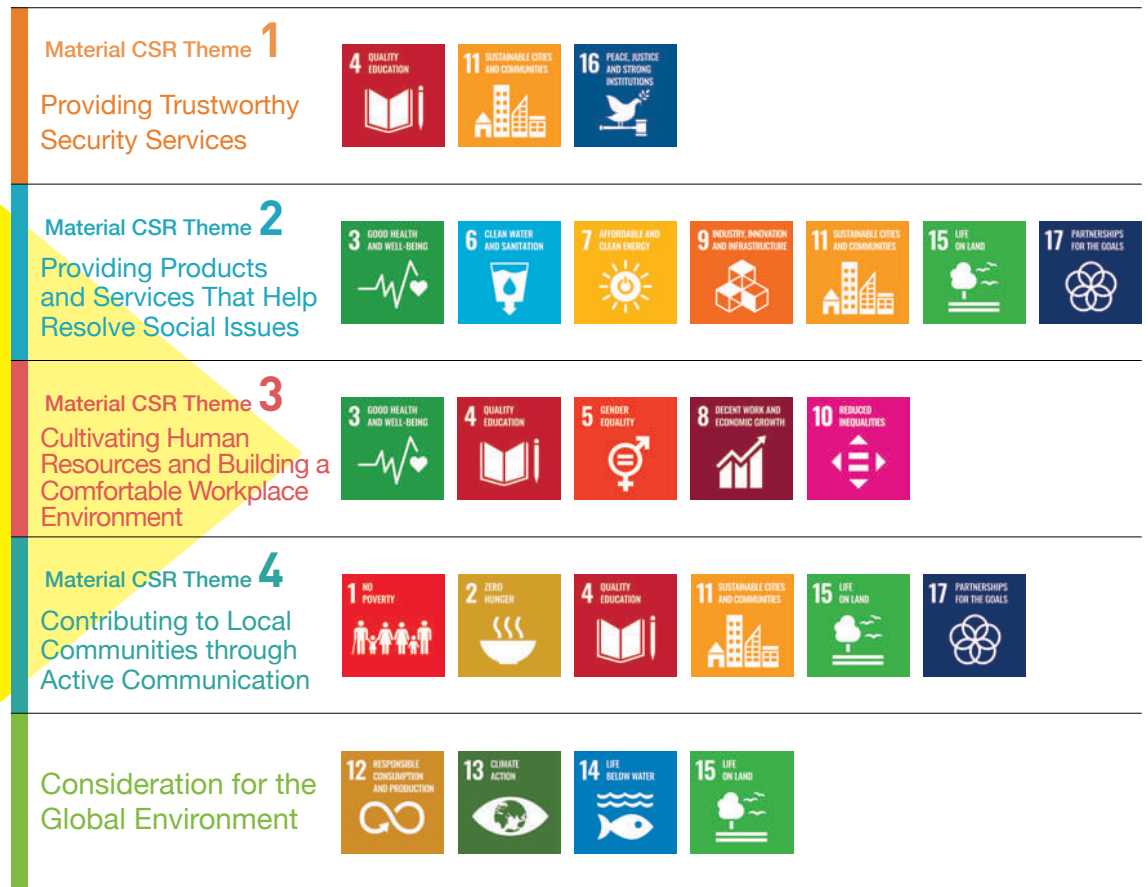 Material CSR Theme 1
Providing Trustworthy
Security Services
4 QUALITY
EDUCATION
11 SUSTAINABLE CITIES
AND COMMUNITIES
16 PEACE, JUSTICE
AND STRONG
INSTITUTIONS
Material CSR Theme 2
Providing Products
and Services That Help
Resolve Social Issues
3 GOOD HEALTH
AND WELL-BEING
6 CLEAN WATER
AND SANITATION
7 AFFORDABLE AND
CLEAN ENERGY
9 INDUSTRY, INNOVATION
AND INFRASTRUCTURE
11 SUSTAINABLE CITIES
AND COMMUNITIES
15 LIFE
ON LAND
17 PARTNERSHIPS
FOR THE GOALS
Material CSR Theme 3
Cultivating Human
Resources and Building a
Comfortable Workplace
Environment
3 GOOD HEALTH
AND WELL-BEING
4 QUALITY
EDUCATION
5 GENDER
EQUALITY
8 DECENT WORK AND
ECONOMIC GROWTH
10 REDUCED
INEQUALITIES
Material CSR Theme 4
Contributing to Local
Communities through
Active Communication
1 NO
POVERTY
2 ZERO
HUNGER
4 QUALITY
EDUCATION
11 SUSTAINABLE CITIES
AND COMMUNITIES
15 LIFE
ON LAND
17 PARTNERSHIPS
FOR THE GOALS
Consideration for the
Global Environment
12 RESPONSIBLE
CONSUMPTION
AND PRODUCTION
13 CLIMATE
ACTION
14 LIFE
BELOW WATER
15 LIFE
ON LAND